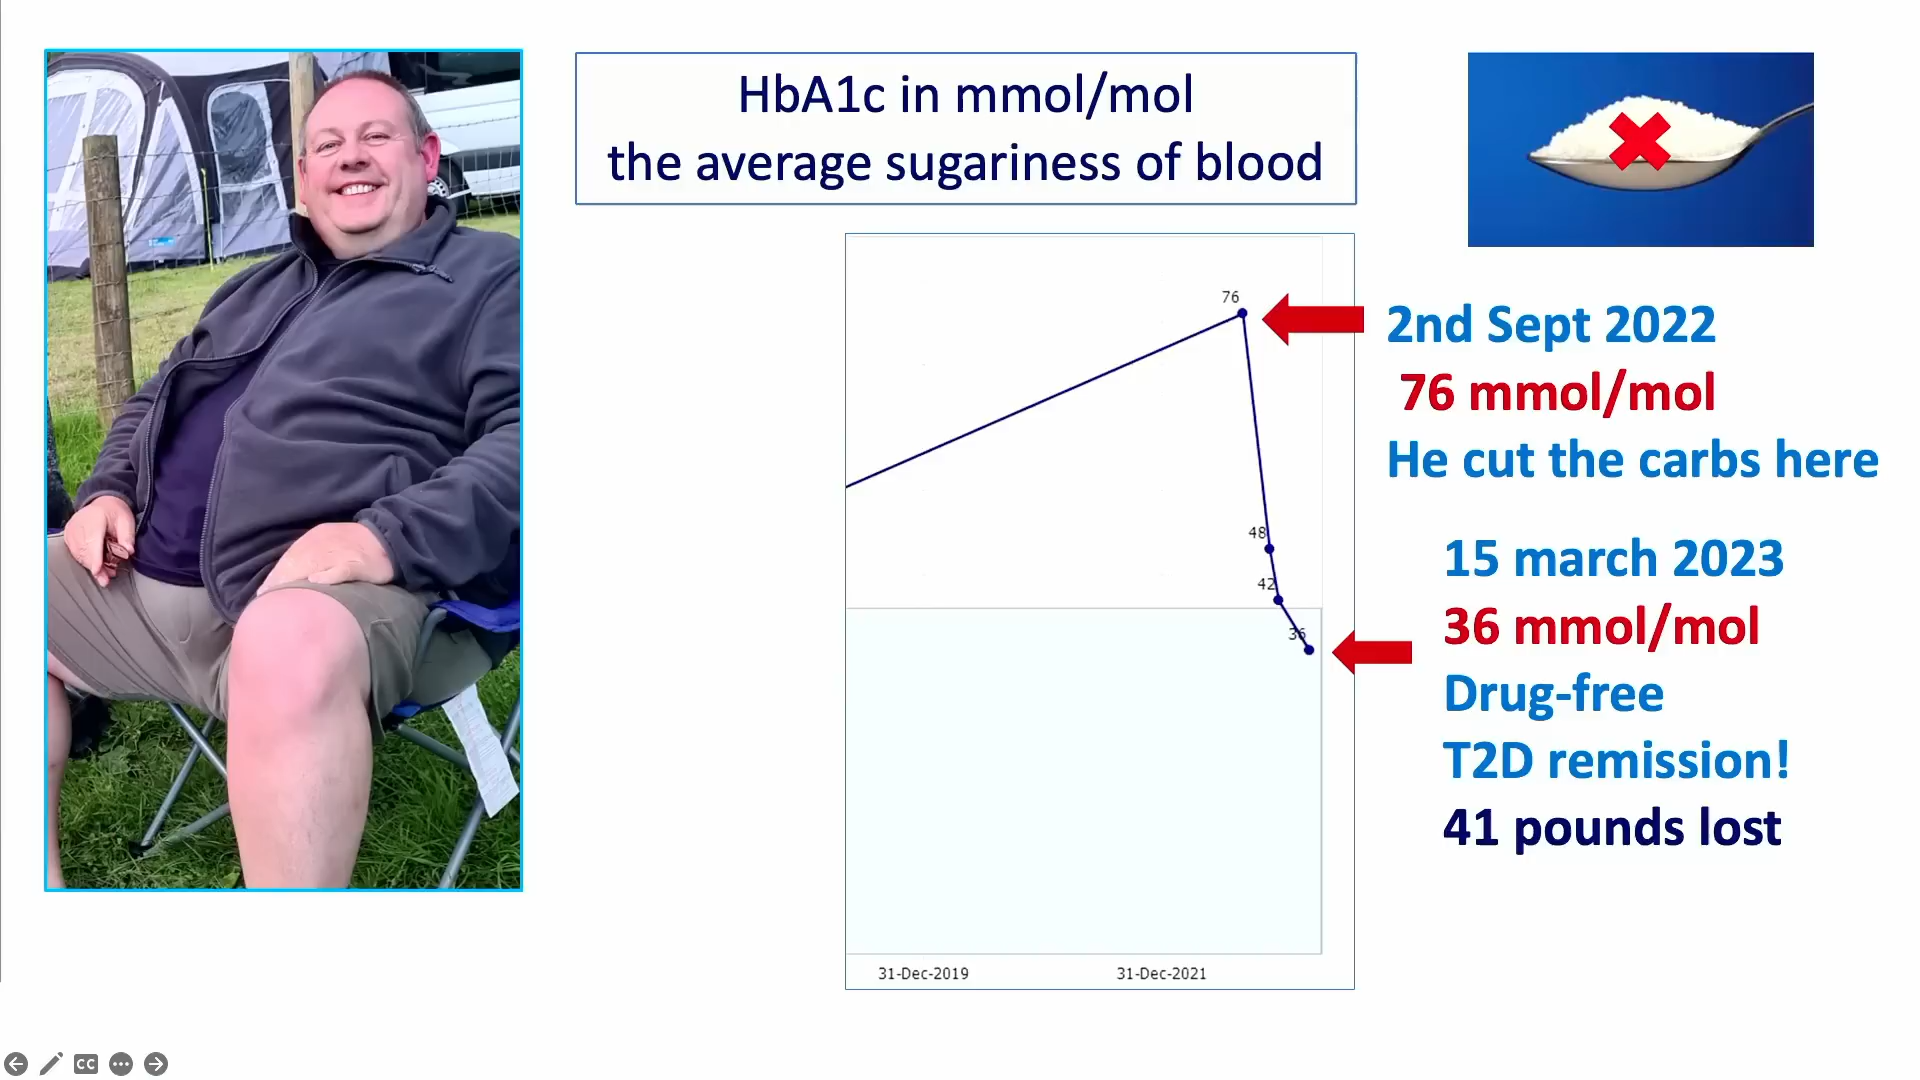 HbA1c in mmol/mol
the average sugariness of blood
76
48
42
36
31-Dec-2019
31-Dec-2021
2nd Sept 2022
76 mmol/mol
He cut the carbs here
15 march 2023
36 mmol/mol
Drug-free
T2D remission!
41 pounds lost
CC